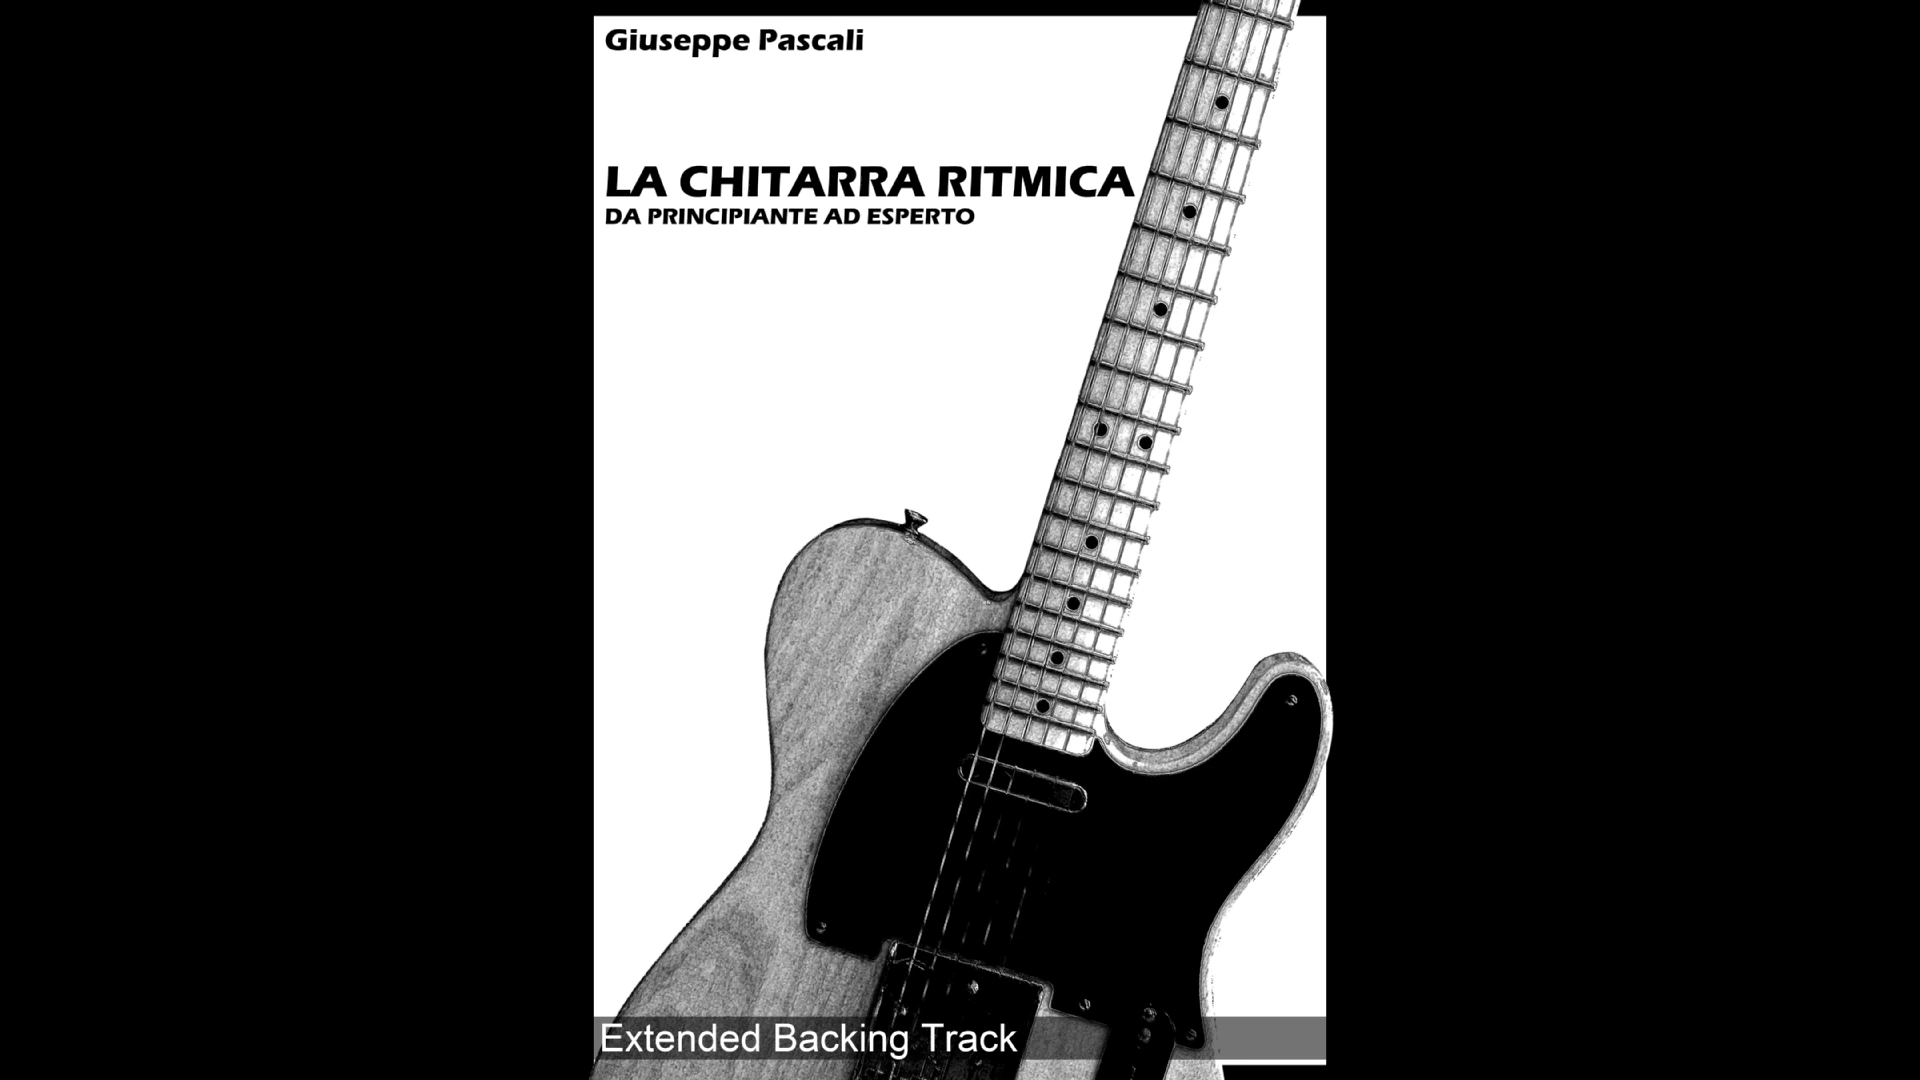 Giuseppe Pascali
LA CHITARRA RITMICA
DA PRINCIPIANTE AD ESPERTO
Extended Backing Track